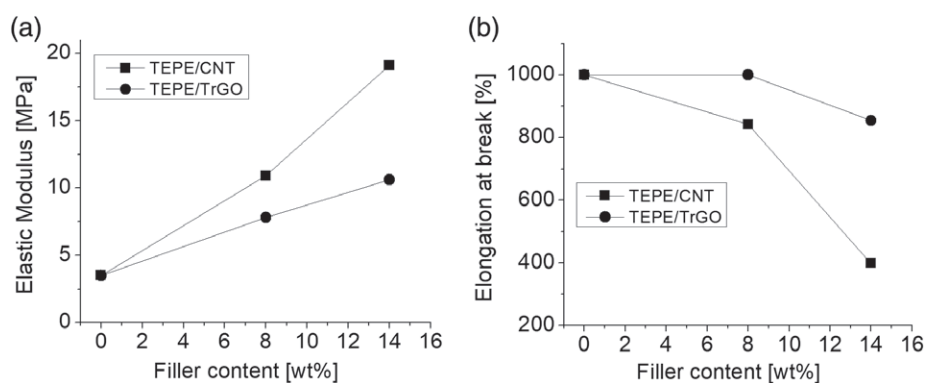 (a)
TEPE/CNT
TEPE/TrGO
Elastic Modulus [MPa]
20
15
10
5
0
0 2 4 6 8 10 12 14 16
Filler content [wt%]
(b)
Elongation at break [%]
1000
800
600
400
200
TEPE/CNT
TEPE/TrGO
0 2 4 6 8 10 12 14 16
Filler content [wt%]